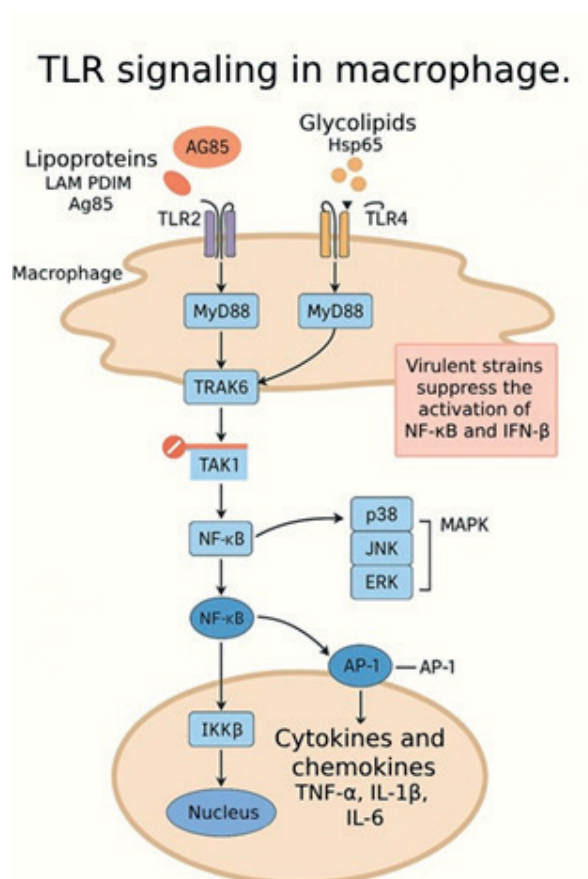 TLR signaling in macrophage.
AG85
Lipoproteins
LAM PDIM
Ag85
Glycolipids
Hsp65
TLR2
TLR4
Macrophage
MyD88
MyD88
TRAK6
Virulent strains
suppress the
activation of
NF-κB and IFN-β
TAK1
NF-κB
p38
JNK
ERK
MAPK
NF-κB
AP-1
AP-1
IKKβ
Cytokines and
chemokines
TNF-α, IL-1β,
IL-6
Nucleus